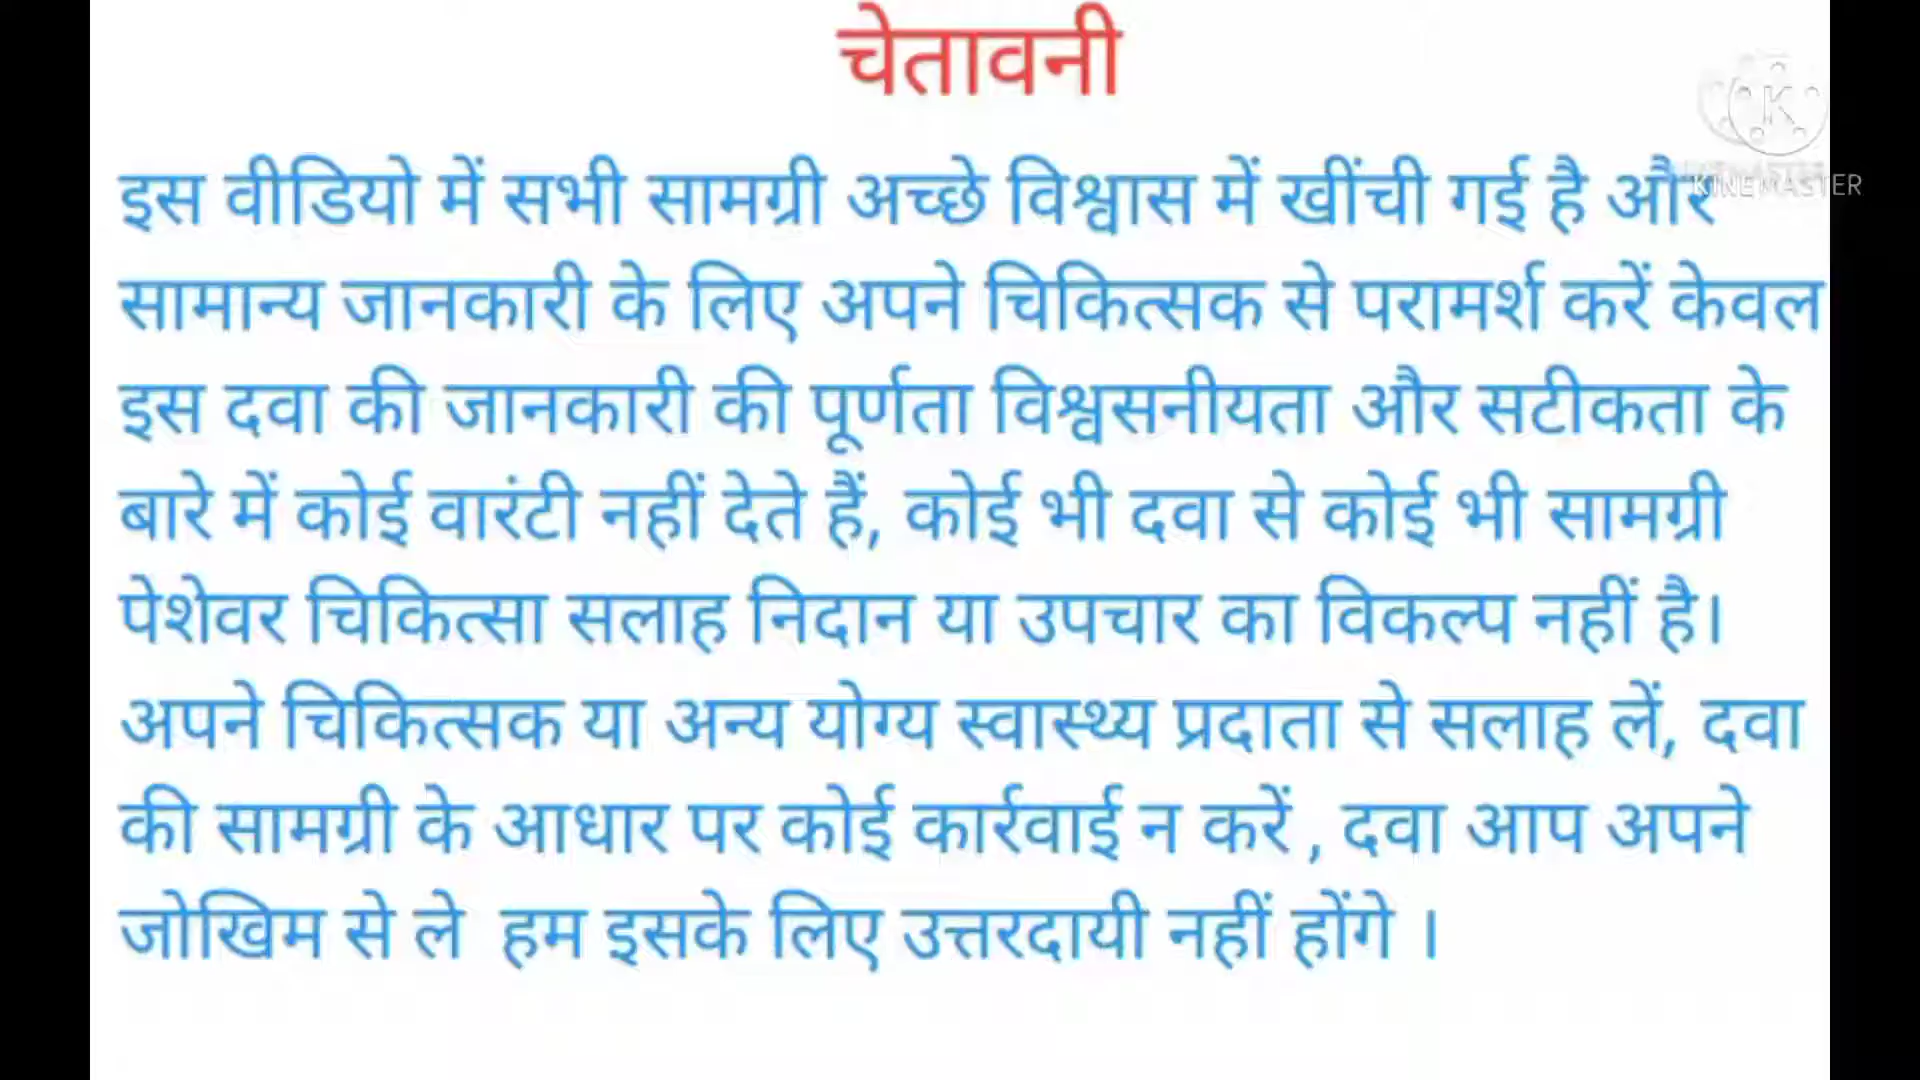 चेतावनी
इस वीडियो में सभी सामग्री अच्छे विश्वास में खींची गई है और
सामान्य जानकारी के लिए अपने चिकित्सक से परामर्श करें केवल
इस दवा की जानकारी की पूर्णता विश्वसनीयता और सटीकता के
बारे में कोई वारंटी नहीं देते हैं, कोई भी दवा से कोई भी सामग्री
पेशेवर चिकित्सा सलाह निदान या उपचार का विकल्प नहीं है।
अपने चिकित्सक या अन्य योग्य स्वास्थ्य प्रदाता से सलाह लें, दवा
की सामग्री के आधार पर कोई कार्रवाई न करें , दवा आप अपने
जोखिम से ले हम इसके लिए उत्तरदायी नहीं होंगे ।
K
KINEMASTER